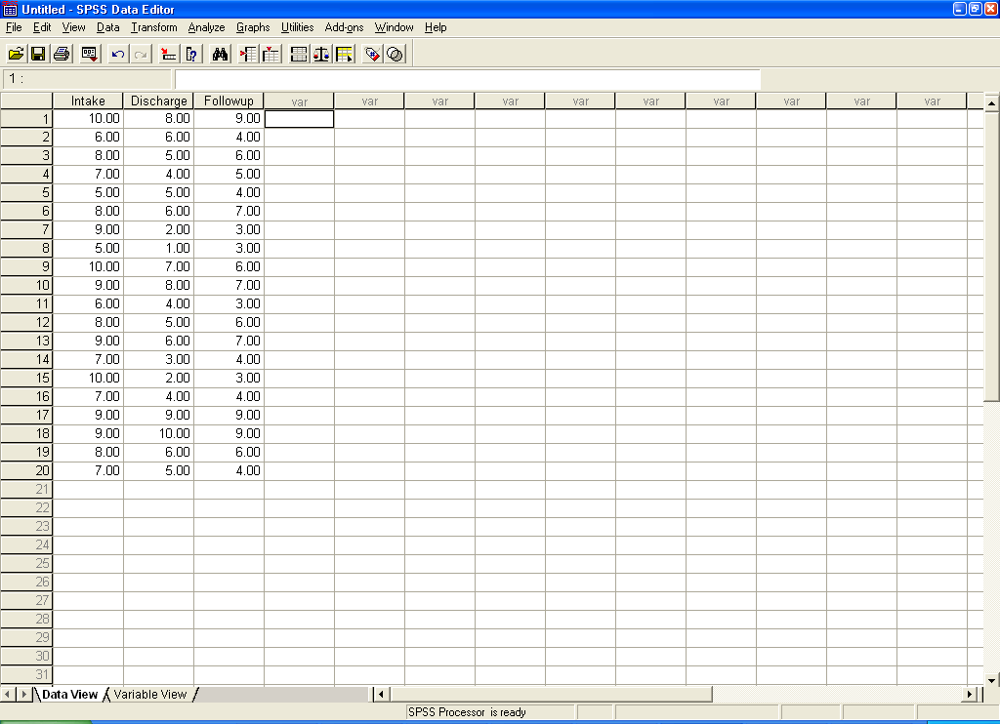 Untitled - SPSS Data Editor
File Edit View Data Transform Analyze Graphs Utilities Add-ons Window Help
1 :
Intake Discharge Followup var var var var var var var var var var
1 10.00 8.00 9.00
2 6.00 6.00 4.00
3 8.00 5.00 6.00
4 7.00 4.00 5.00
5 5.00 5.00 4.00
6 8.00 6.00 7.00
7 9.00 2.00 3.00
8 5.00 1.00 3.00
9 10.00 7.00 6.00
10 9.00 8.00 7.00
11 6.00 4.00 3.00
12 8.00 5.00 6.00
13 9.00 6.00 7.00
14 7.00 3.00 4.00
15 10.00 2.00 3.00
16 7.00 4.00 4.00
17 9.00 9.00 9.00
18 9.00 10.00 9.00
19 8.00 6.00 6.00
20 7.00 5.00 4.00
21
22
23
24
25
26
27
28
29
30
31
Data View Variable View
SPSS Processor is ready